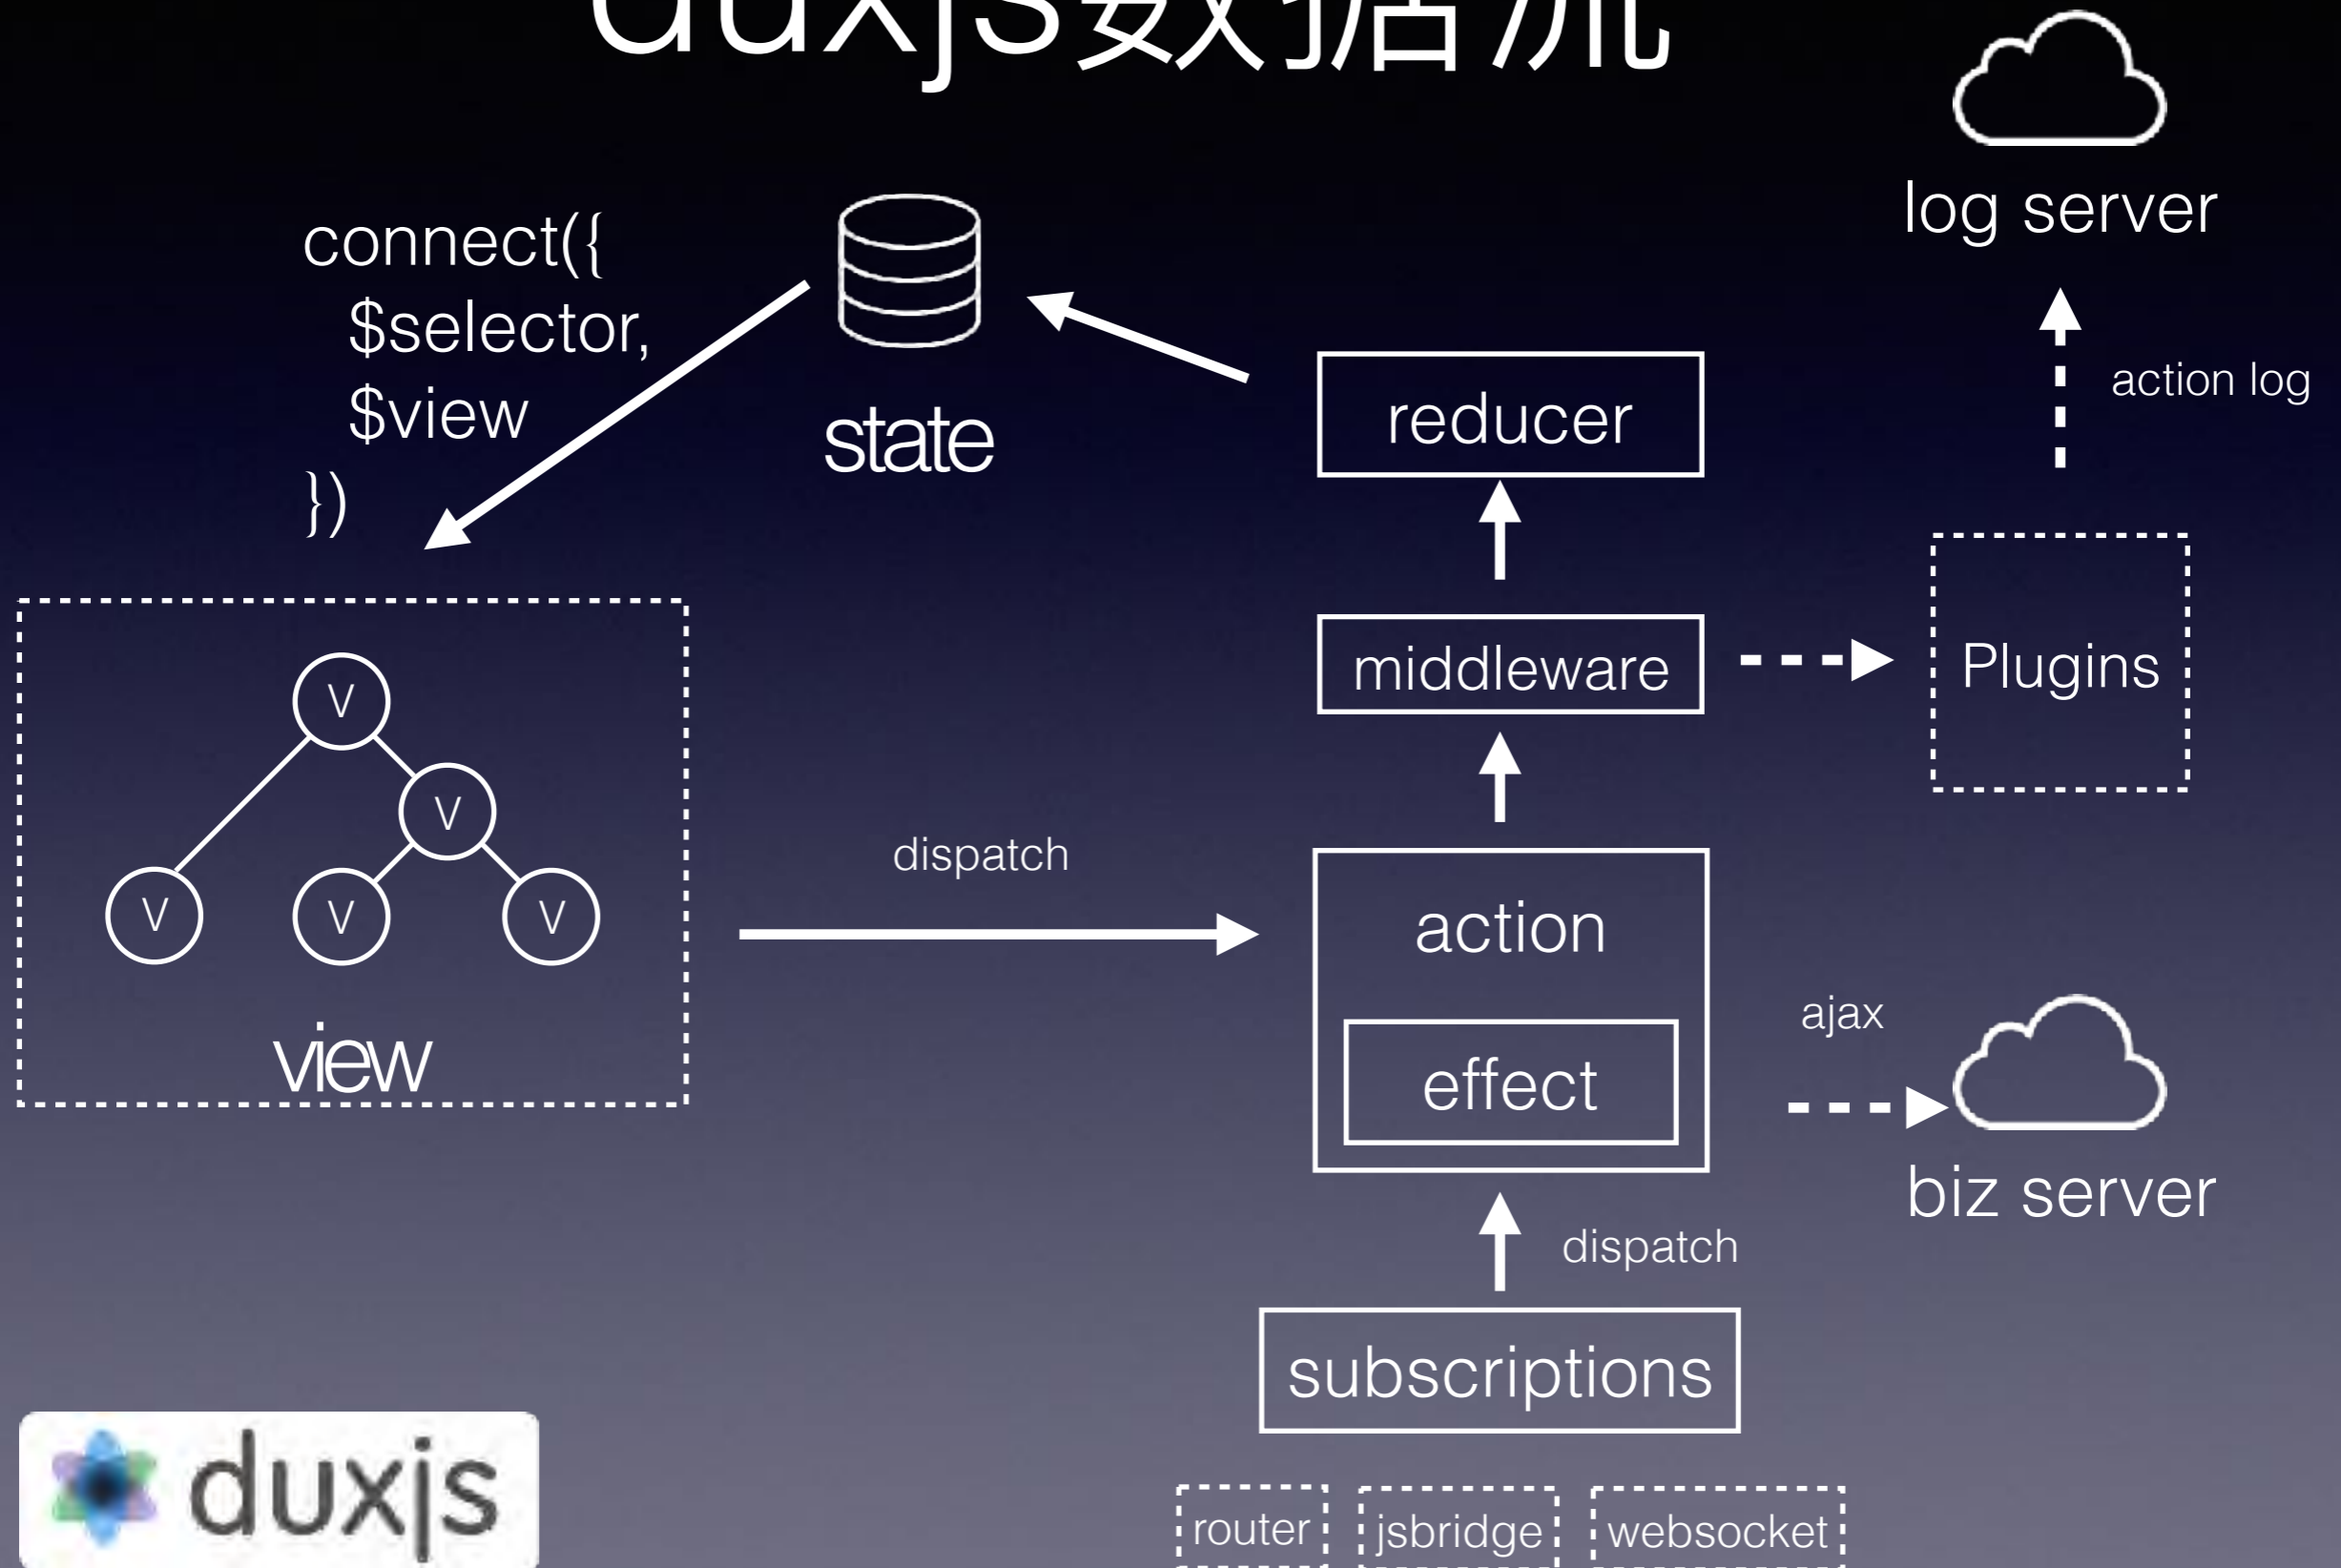 duxjs数据流
connect({
$selector,
$view
})
state
reducer
log server
action log
middleware
Plugins
V
V
V
V
V
view
dispatch
action
effect
ajax
biz server
dispatch
subscriptions
router
jsbridge
websocket
duxjs